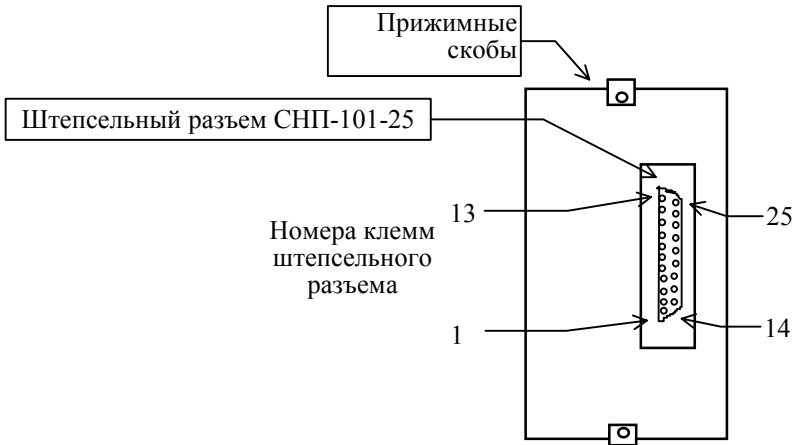 Прижимные
скобы
Штепсельный разъем СНП-101-25
13
25
Номера клемм
штепсельного
разъема
1
14